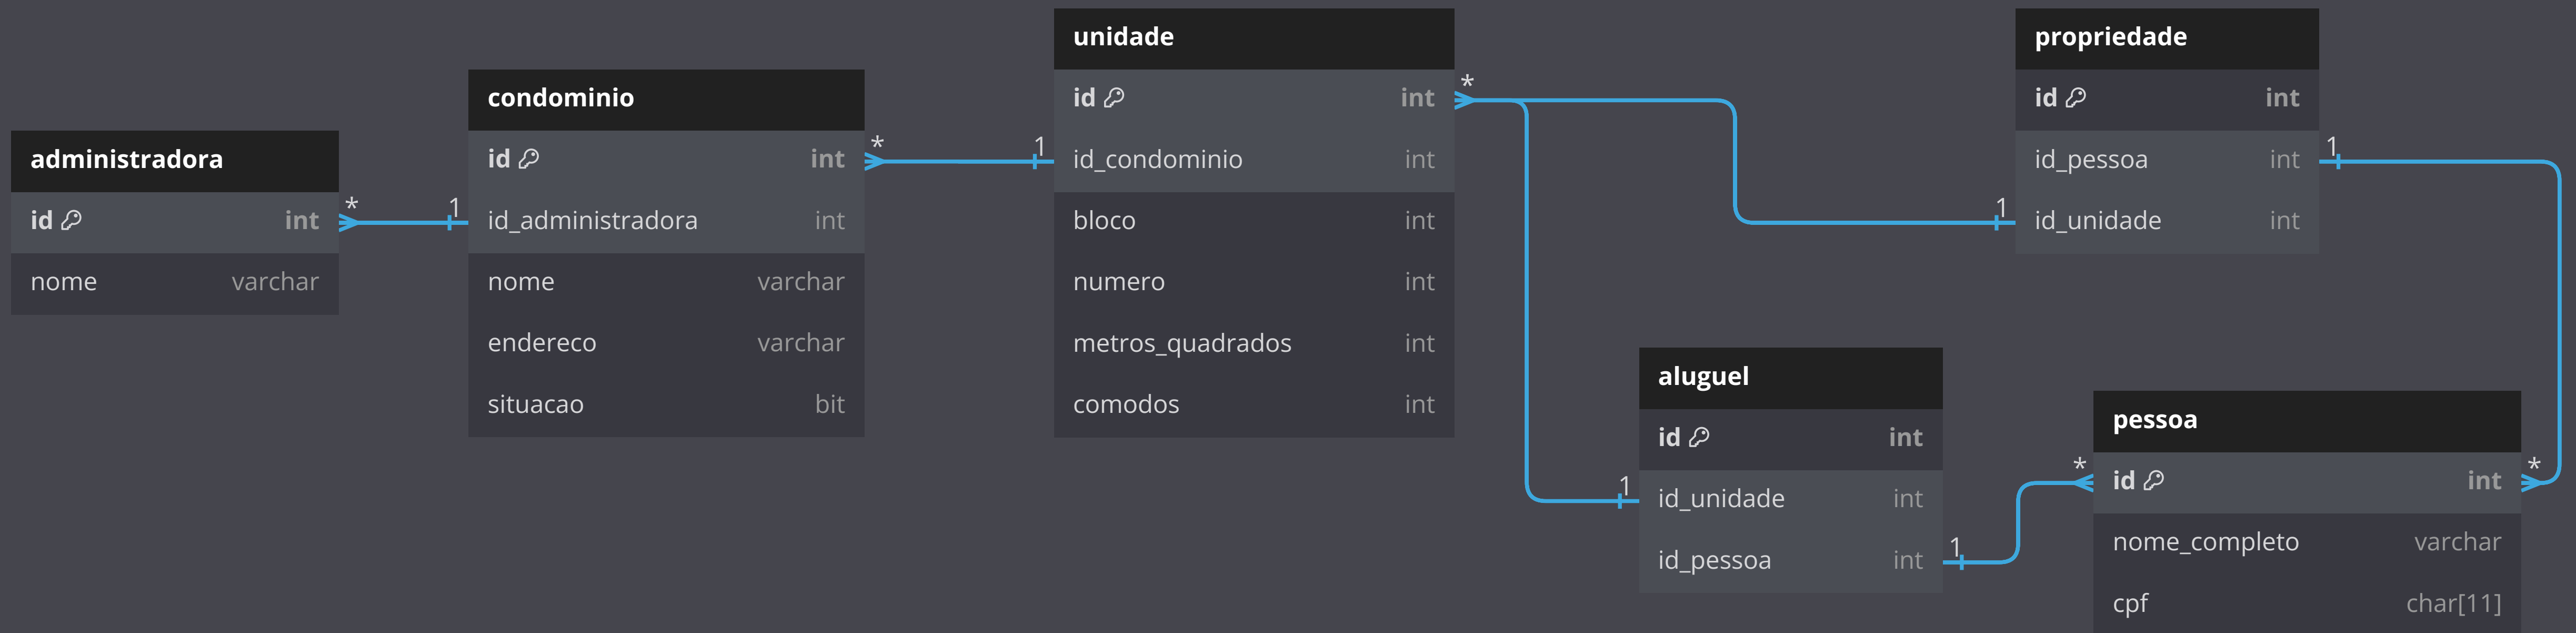 administradora
id int
nome varchar
condominio
id int
id_administradora int
nome varchar
endereco varchar
situacao bit
unidade
id int
id_condominio int
bloco int
numero int
metros_quadrados int
comodos int
propriedade
id int
id_pessoa int
id_unidade int
aluguel
id int
id_unidade int
id_pessoa int
pessoa
id int
nome_completo varchar
cpf char[11]
* 1
* 1
* 1
1
1 *
1 *